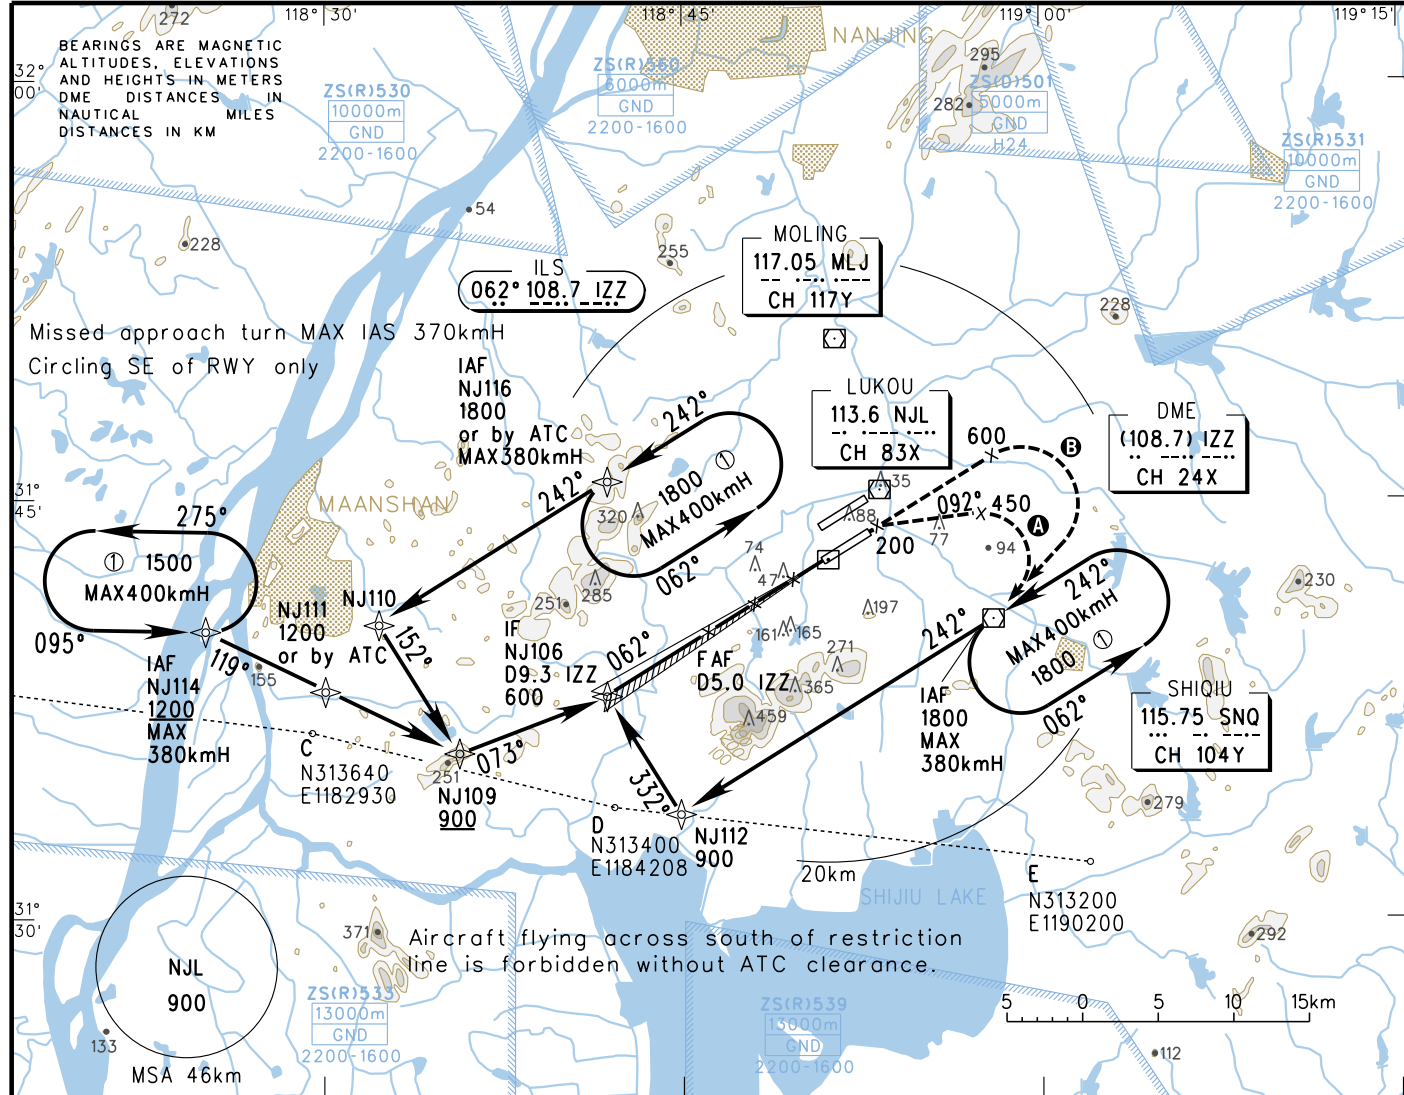 272
118°30'
118°45'
119°00'
119°15'
BEARINGS ARE MAGNETIC
ALTITUDES, ELEVATIONS
AND HEIGHTS IN METERS
DME DISTANCES IN
NAUTICAL MILES
DISTANCES IN KM
32°
00'
ZS(R)530
10000m
GND
2200-1600
ZS(R)560
6000m
GND
2200-1600
NANJING
295
ZS(D)501
282
5000m
GND
H24
ZS(R)531
10000m
GND
2200-1600
54
228
255
ILS
062° 108.7 IZZ
MOLING
117.05 MLJ
CH 117Y
228
Missed approach turn MAX IAS 370kmH
Circling SE of RWY only
IAF
NJ116
1800
or by ATC
MAX380kmH
242°
1800 ①
MAX400kmH
062°
242°
320
285
251
LUKOU
113.6 NJL
CH 83X
DME
(108.7) IZZ
CH 24X
600
B
35
88
092° 450
A
77
94
200
31°
45'
MAANSHAN
275°
① 1500
MAX400kmH
095°
NJ111
1200
or by ATC
NJ110
152°
119°
155
IAF
NJ114
1200
MAX
380kmH
IF
NJ106
D9.3 IZZ
600
062°
74
47
197
161
165
271
FAF
D5.0 IZZ
365
459
242°
242°
MAX400kmH
1800 ①
062°
230
IAF
1800
MAX
380kmH
SHIQIU
115.75 SNQ
CH 104Y
279
C
N313640
E1182930
251
073°
NJ109
900
332°
D
N313400
E1184208
NJ112
900
20km
E
N313200
E1190200
SHIJIU LAKE
31°
30'
NJL
900
MSA 46km
133
371
Aircraft flying across south of restriction
line is forbidden without ATC clearance.
292
ZS(R)533
13000m
GND
2200-1600
ZS(R)539
13000m
GND
2200-1600
5 0 5 10 15km
112